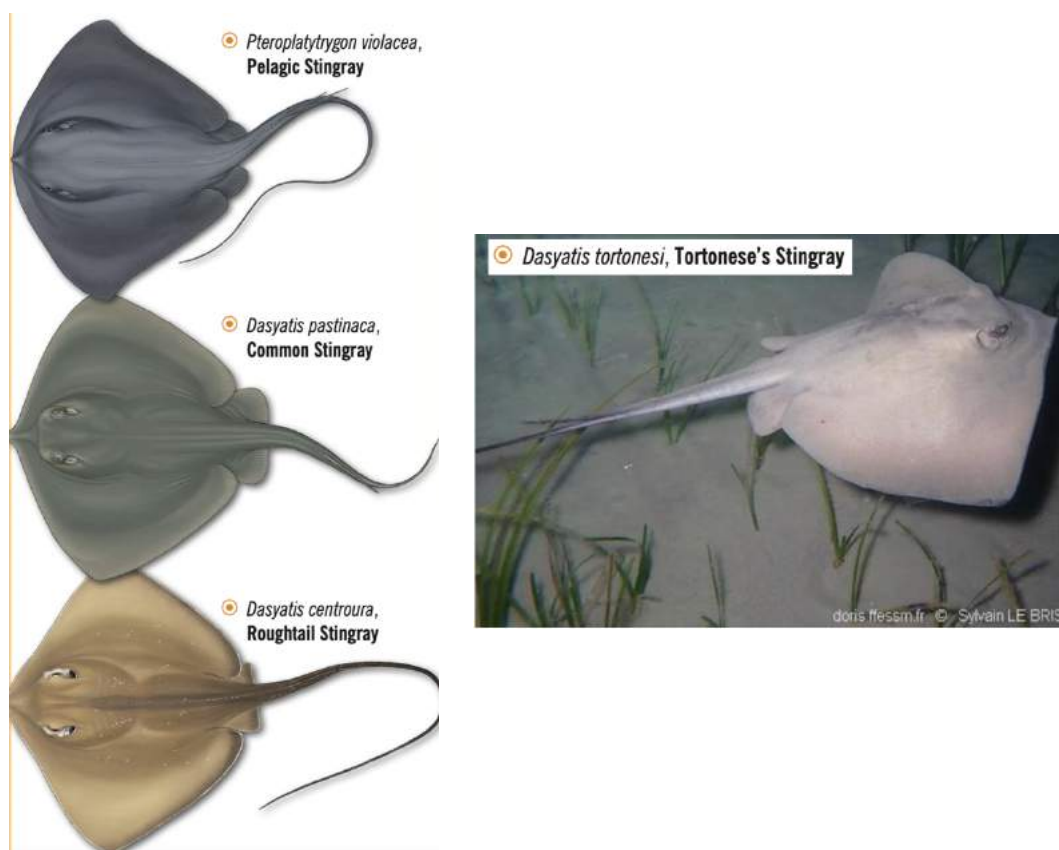 Pteroplatytrygon violacea,
Pelagic Stingray
Dasyatis pastinaca,
Common Stingray
Dasyatis centroura,
Roughtail Stingray
Dasyatis tortonesi, Tortonese's Stingray
doris.ffessm.fr © Sylvain LE BRIS